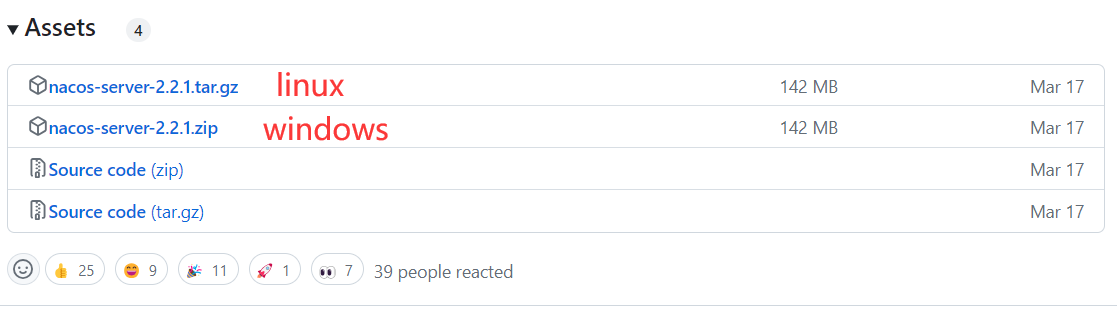 Assets 4
nacos-server-2.2.1.tar.gz linux 142 MB Mar 17
nacos-server-2.2.1.zip windows 142 MB Mar 17
Source code (zip) Mar 17
Source code (tar.gz) Mar 17
25 9 11 1 7 39 people reacted